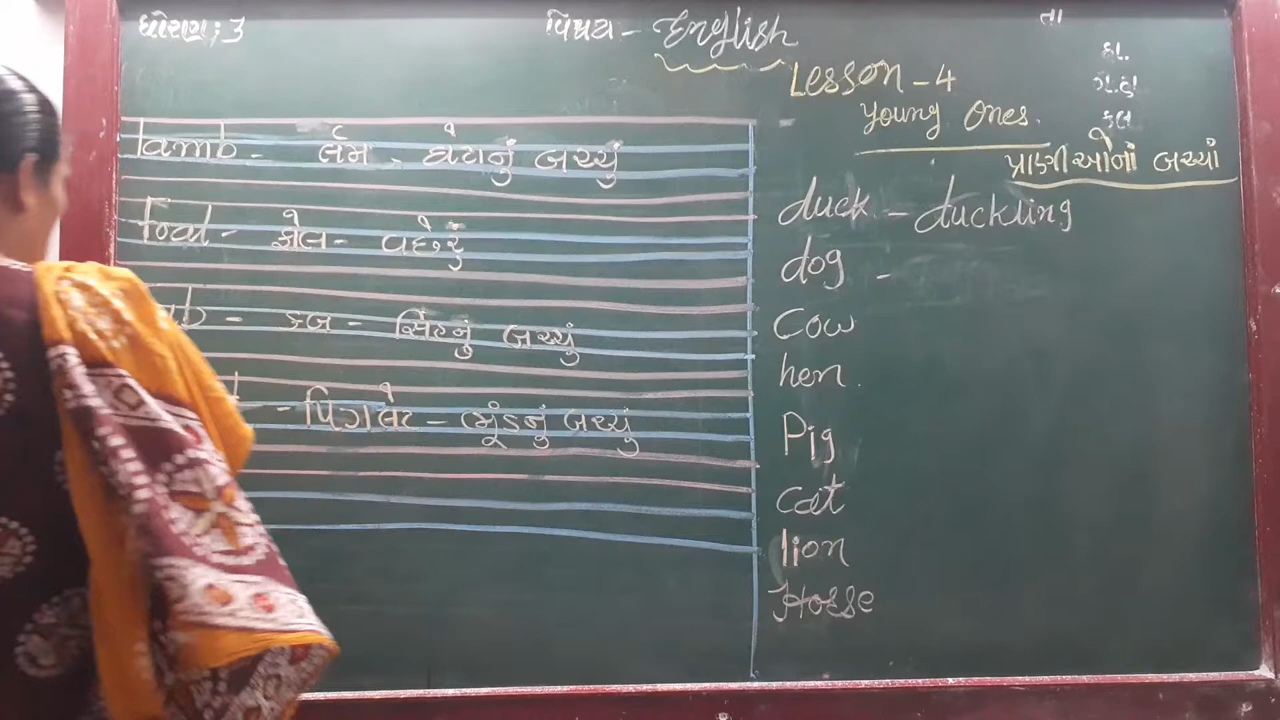 ધોરણ: 3
વિષય - English
તા
Lesson - 4
Young Ones.
પ્રાણીઓનાં બચ્ચાં
lamb - લેમ - ઘેટાનું બચ્ચું
foal - ફોલ - વછેરું
- કબ - સિંહનું બચ્ચું
- પિગલેટ - ભૂંડનું બચ્ચું
duck - duckling
dog -
Cow
hen.
Pig
cat
lion
Horse